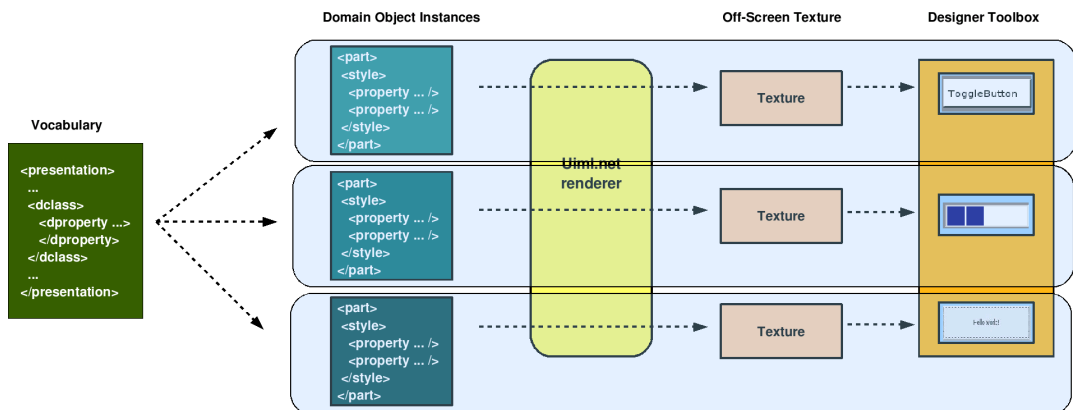 Domain Object Instances
Off-Screen Texture
Designer Toolbox
Vocabulary
<presentation>
...
<dclass>
<dproperty ...>
</dproperty>
</dclass>
...
</presentation>
<part>
<style>
<property ... />
<property ... />
</style>
</part>
Uiml.net
renderer
Texture
ToggleButton
<part>
<style>
<property ... />
<property ... />
</style>
</part>
Texture
<part>
<style>
<property ... />
<property ... />
</style>
</part>
Texture